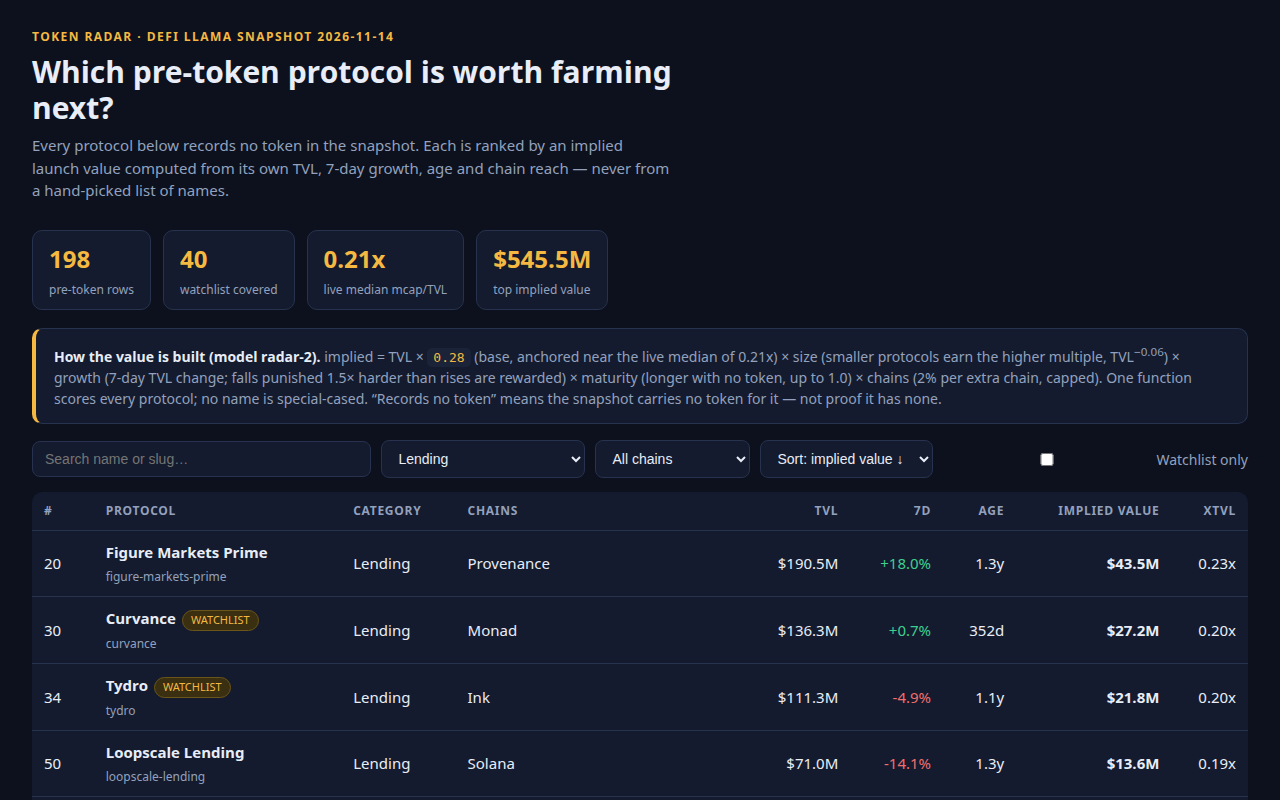 TOKEN RADAR · DEFI LLAMA SNAPSHOT 2026-11-14
Which pre-token protocol is worth farming
next?
Every protocol below records no token in the snapshot. Each is ranked by an implied
launch value computed from its own TVL, 7-day growth, age and chain reach — never from
a hand-picked list of names.
198 40 0.21x $545.5M
pre-token rows watchlist covered live median mcap/TVL top implied value
How the value is built (model radar-2). implied = TVL × 0.28 (base, anchored near the live median of 0.21x) × size (smaller protocols earn the higher multiple, TVL−0.06) ×
growth (7-day TVL change; falls punished 1.5× harder than rises are rewarded) × maturity (longer with no token, up to 1.0) × chains (2% per extra chain, capped). One function
scores every protocol; no name is special-cased. “Records no token” means the snapshot carries no token for it — not proof it has none.
Search name or slug… Lending All chains Sort: implied value ↓ Watchlist only
# PROTOCOL CATEGORY CHAINS TVL 7D AGE IMPLIED VALUE XTVL
20 Figure Markets Prime Lending Provenance $190.5M +18.0% 1.3y $43.5M 0.23x
figure-markets-prime
30 Curvance WATCHLIST Lending Monad $136.3M +0.7% 352d $27.2M 0.20x
curvance
34 Tydro WATCHLIST Lending Ink $111.3M -4.9% 1.1y $21.8M 0.20x
tydro
50 Loopscale Lending Lending Solana $71.0M -14.1% 1.3y $13.6M 0.19x
loopscale-lending